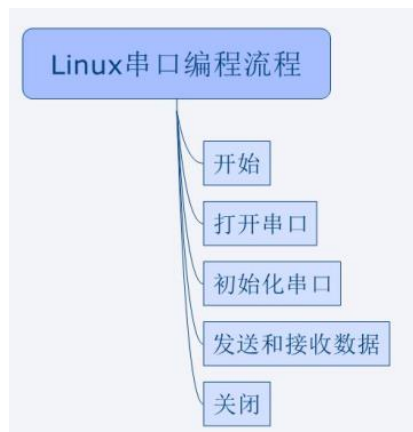 Linux串口编程流程
开始
打开串口
初始化串口
发送和接收数据
关闭